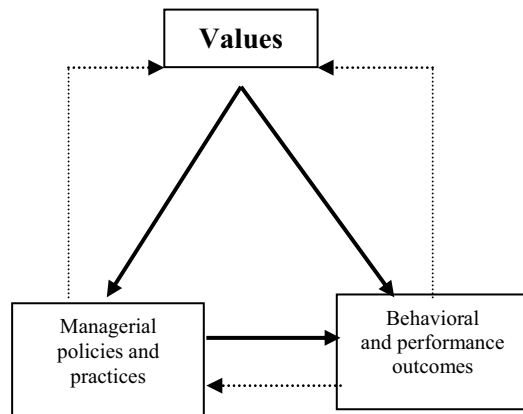 Values
Managerial
policies and
practices
Behavioral
and performance
outcomes